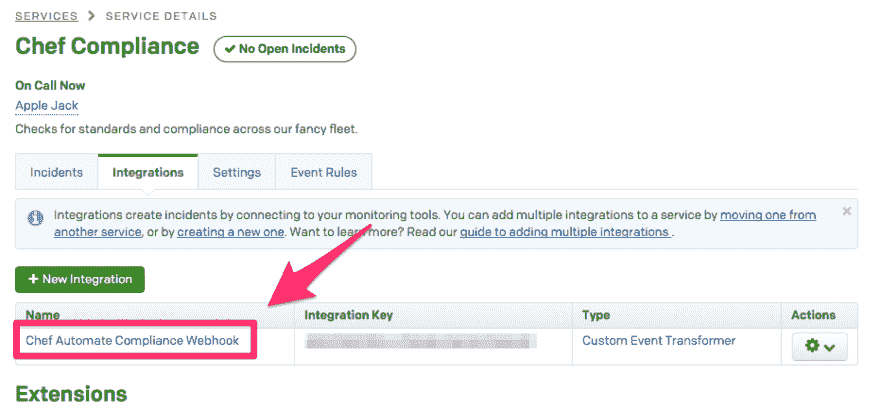 SERVICES > SERVICE DETAILS
Chef Compliance ✔ No Open Incidents
On Call Now
Apple Jack
Checks for standards and compliance across our fancy fleet.
Integrations Incidents Settings Event Rules
Integrations create incidents by connecting to your monitoring tools. You can add multiple integrations to a service by moving one from
another service, or by creating a new one. Want to learn more? Read our guide to adding multiple integrations .
+ New Integration
Name Integration Key Type Actions
Chef Automate Compliance Webhook Custom Event Transformer
Extensions